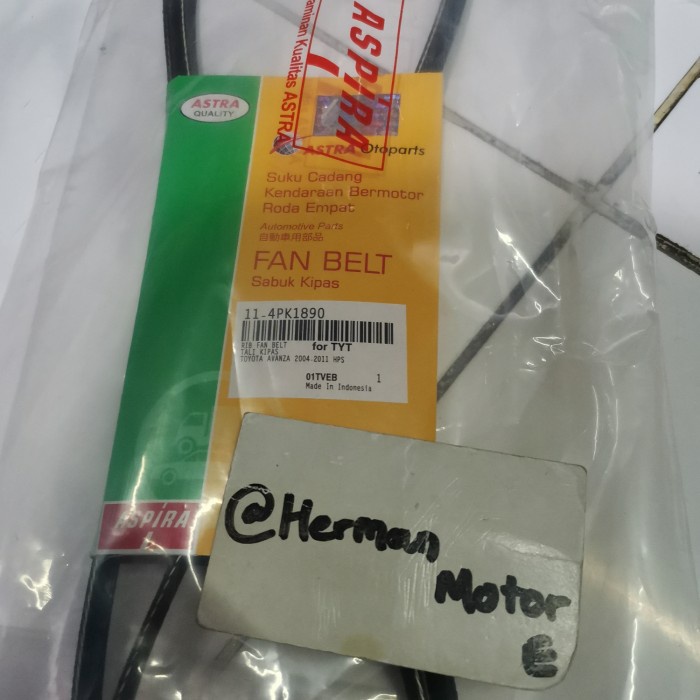 ASPIRA
Jaminan Kualitas ASTRA
ASTRA
QUALITY
ASTRA Otoparts
Suku Cadang
Kendaraan Bermotor
Roda Empat
Automotive Parts
自動車用部品
FAN BELT
Sabuk Kipas
11-4PK1890
RIB FAN BELT for TYT
TALI KIPAS
TOYOTA AVANZA 2004-2011 HPS
01TVEB 1
Made In Indonesia
ASPIRA
@Herman
Motor
E